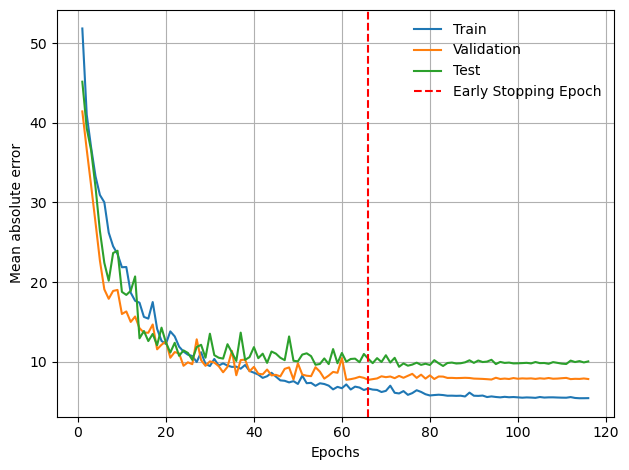 Train
Validation
Test
Early Stopping Epoch
Mean absolute error
50
40
30
20
10
0 20 40 60 80 100 120
Epochs